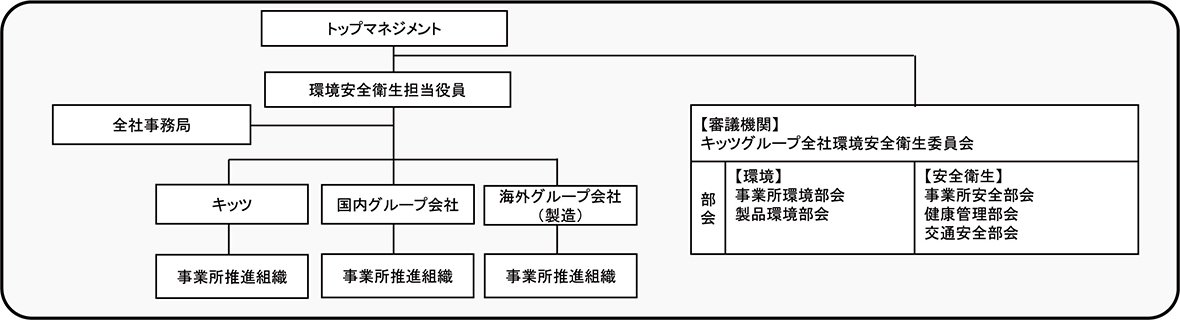 トップマネジメント
環境安全衛生担当役員
全社事務局
キッツ
国内グループ会社
海外グループ会社
（製造）
事業所推進組織
事業所推進組織
事業所推進組織
【審議機関】
キッツグループ全社環境安全衛生委員会
部会
【環境】
事業所環境部会
製品環境部会
【安全衛生】
事業所安全部会
健康管理部会
交通安全部会